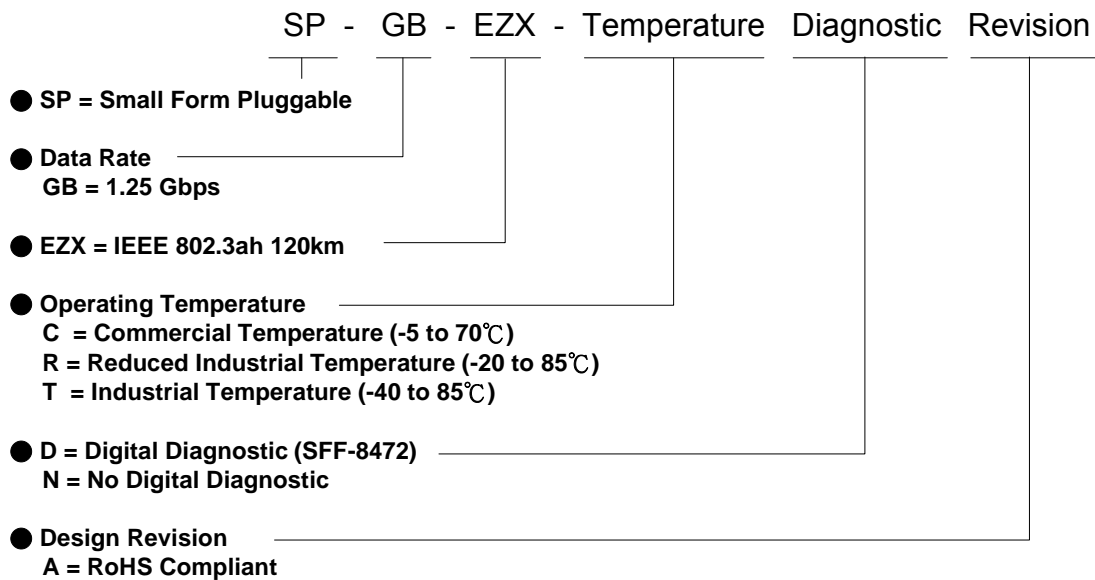 SP - GB - EZX - Temperature Diagnostic Revision
● SP = Small Form Pluggable
● Data Rate
GB = 1.25 Gbps
● EZX = IEEE 802.3ah 120km
● Operating Temperature
C = Commercial Temperature (-5 to 70℃)
R = Reduced Industrial Temperature (-20 to 85℃)
T = Industrial Temperature (-40 to 85℃)
● D = Digital Diagnostic (SFF-8472)
N = No Digital Diagnostic
● Design Revision
A = RoHS Compliant